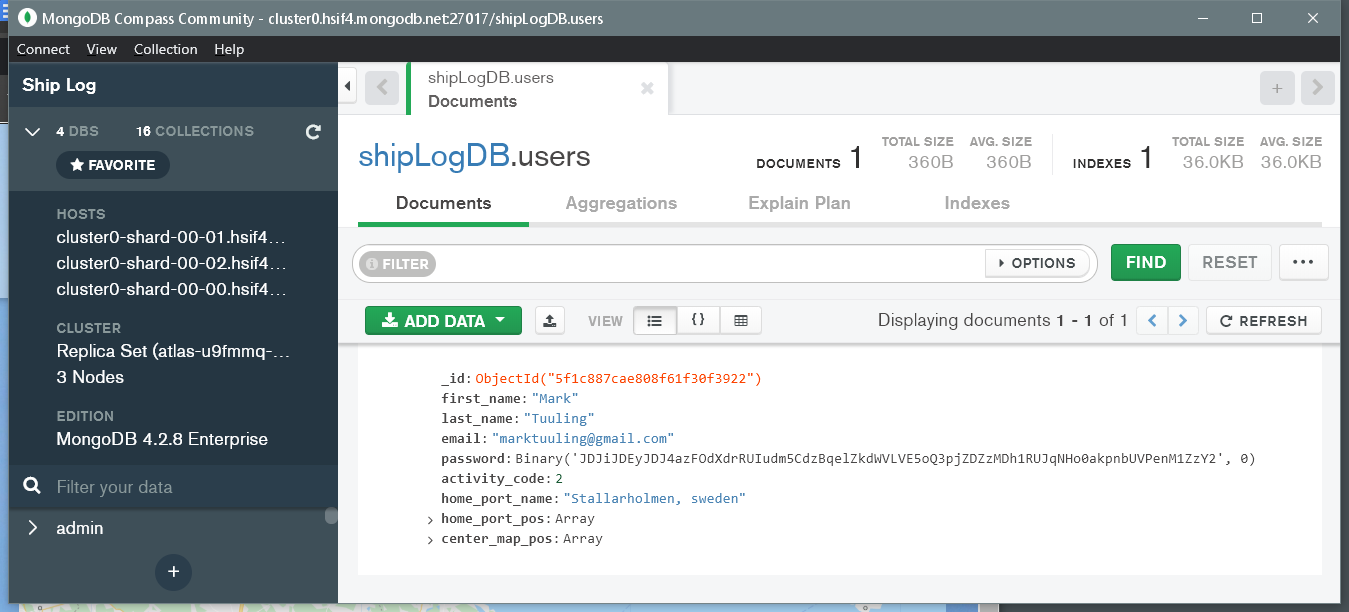 MongoDB Compass Community - cluster0.hsif4.mongodb.net:27017/shipLogDB.users
Connect View Collection Help
Ship Log
4 DBS 16 COLLECTIONS
FAVORITE
HOSTS
cluster0-shard-00-01.hsif4...
cluster0-shard-00-02.hsif4...
cluster0-shard-00-00.hsif4...
CLUSTER
Replica Set (atlas-u9fmmq-...
3 Nodes
EDITION
MongoDB 4.2.8 Enterprise
Filter your data
admin
+
shipLogDB.users
Documents
shipLogDB.users
DOCUMENTS 1 TOTAL SIZE 360B AVG. SIZE 360B INDEXES 1 TOTAL SIZE 36.0KB AVG. SIZE 36.0KB
Documents Aggregations Explain Plan Indexes
FILTER OPTIONS FIND RESET ...
ADD DATA VIEW {} Displaying documents 1 - 1 of 1 REFRESH
_id: ObjectId("5f1c887cae808f61f30f3922")
first_name: "Mark"
last_name: "Tuuling"
email: "marktuuling@gmail.com"
password: Binary('JDJiJDEyJDJ4azFOdXdrRUIudm5CdzBqelZkdWVLVE5oQ3pjZDZzMDh1RUJqNHo0akpnbUVPenM1ZzY2', 0)
activity_code: 2
home_port_name: "Stallarholmen, sweden"
home_port_pos: Array
center_map_pos: Array